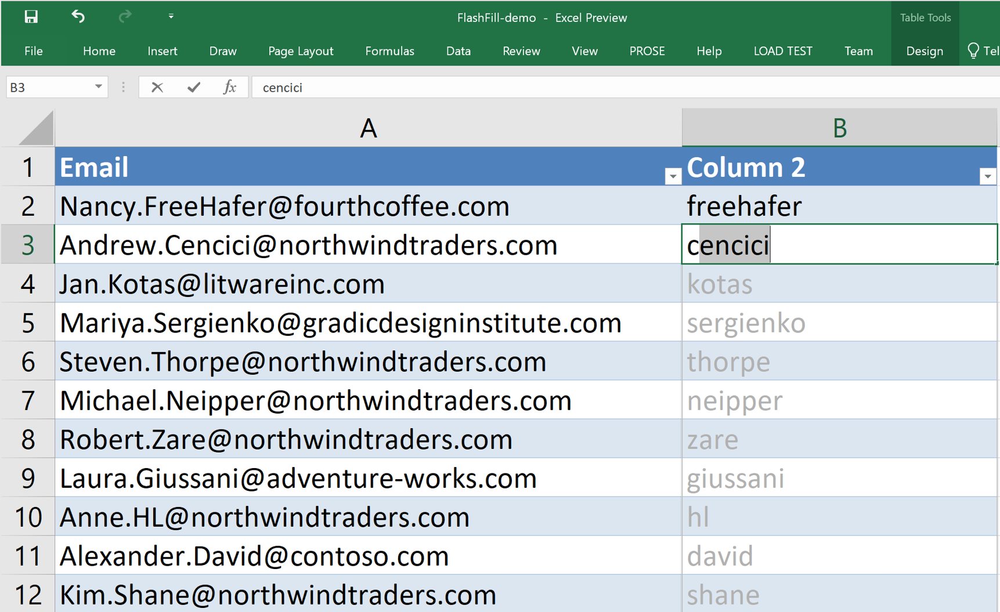 FlashFill-demo - Excel Preview
Table Tools
File Home Insert Draw Page Layout Formulas Data Review View PROSE Help LOAD TEST Team Design Tel
B3 fx cencici
A B
1 Email Column 2
2 Nancy.FreeHafer@fourthcoffee.com freehafer
3 Andrew.Cencici@northwindtraders.com cencici
4 Jan.Kotas@litwareinc.com kotas
5 Mariya.Sergienko@gradicdesigninstitute.com sergienko
6 Steven.Thorpe@northwindtraders.com thorpe
7 Michael.Neipper@northwindtraders.com neipper
8 Robert.Zare@northwindtraders.com zare
9 Laura.Giussani@adventure-works.com giussani
10 Anne.HL@northwindtraders.com hl
11 Alexander.David@contoso.com david
12 Kim.Shane@northwindtraders.com shane